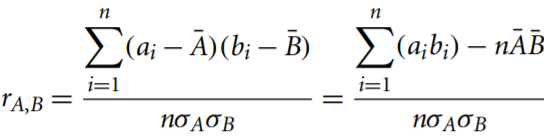 r_{A,B} = \frac{\sum_{i=1}^{n}(a_i - \bar{A})(b_i - \bar{B})}{n\sigma_A\sigma_B} = \frac{\sum_{i=1}^{n}(a_i b_i) - n\bar{A}\bar{B}}{n\sigma_A\sigma_B}